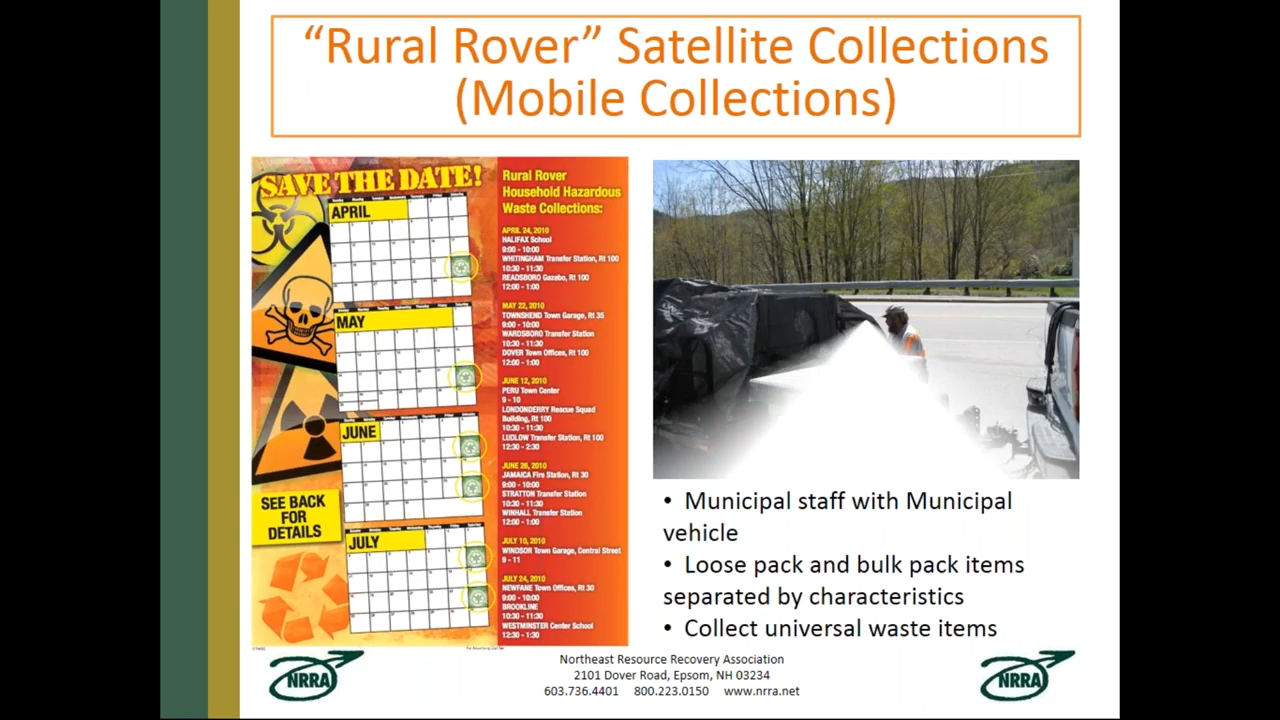 “Rural Rover” Satellite Collections
(Mobile Collections)
SAVE THE DATE!
APRIL
MAY
JUNE
JULY
SEE BACK
FOR
DETAILS
Rural Rover
Household Hazardous
Waste Collections:
APRIL 24, 2010
HALIFAX School
9:00 - 10:00
WHITINGHAM Transfer Station, Rt 100
10:30 - 11:30
READSBORO Gazebo, Rt 100
12:00 - 1:00
MAY 22, 2010
TOWNSHEND Town Garage, Rt 35
9:00 - 10:00
WARDSBORO Transfer Station
10:30 - 11:30
DOVER Town Offices, Rt 100
12:00 - 1:00
JUNE 12, 2010
PERU Town Center
9 - 10
LONDONDERRY Rescue Squad
Building, Rt 100
10:30 - 11:30
LUDLOW Transfer Station, Rt 100
12:30 - 2:30
JUNE 26, 2010
JAMAICA Fire Station, Rt 30
9:00 - 10:00
STRATTON Transfer Station
10:30 - 11:30
WINHALL Transfer Station
12:00 - 1:00
JULY 10, 2010
WINDSOR Town Garage, Central Street
9 - 11
JULY 24, 2010
NEWFANE Town Offices, Rt 30
9:00 - 10:00
BROOKLINE
10:30 - 11:30
WESTMINSTER Center School
12:30 - 1:30
• Municipal staff with Municipal
vehicle
• Loose pack and bulk pack items
separated by characteristics
• Collect universal waste items
NRRA
Northeast Resource Recovery Association
2101 Dover Road, Epsom, NH 03234
603.736.4401 800.223.0150 www.nrra.net
NRRA